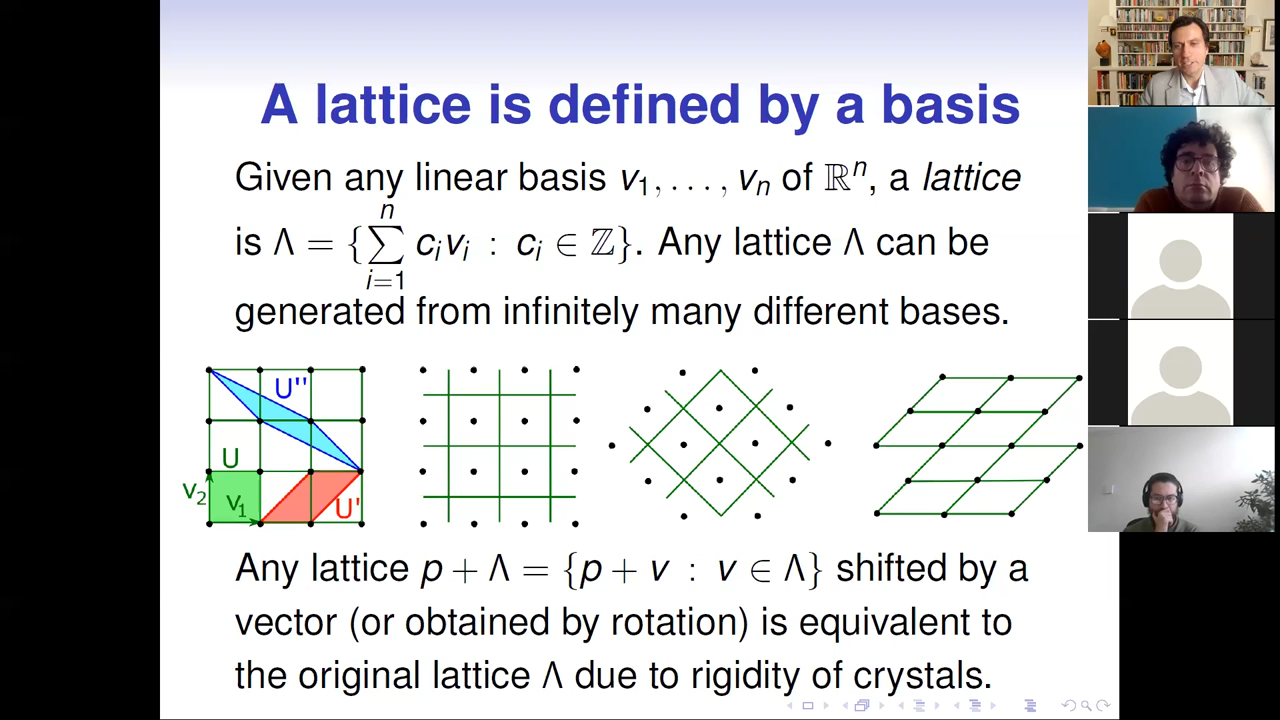 A lattice is defined by a basis
Given any linear basis v₁, . . . , vₙ of ℝⁿ, a lattice
is Λ = {∑ⁿᵢ₌₁ cᵢvᵢ : cᵢ ∈ ℤ}. Any lattice Λ can be
generated from infinitely many different bases.
U''
U
v₂
v₁
U'
Any lattice p + Λ = {p + v : v ∈ Λ} shifted by a
vector (or obtained by rotation) is equivalent to
the original lattice Λ due to rigidity of crystals.